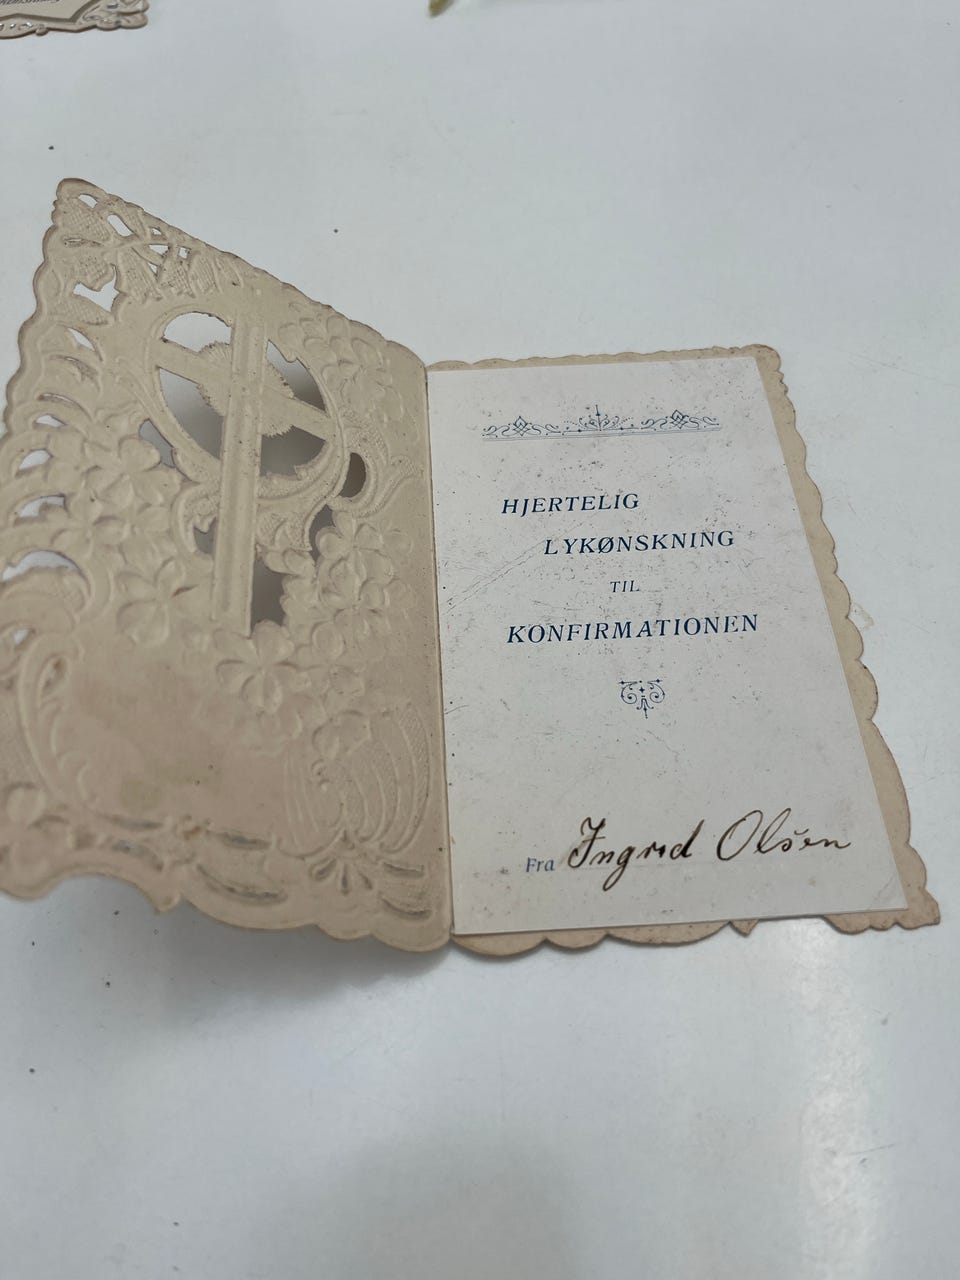 HJERTELIG
LYKØNSKNING
TIL
KONFIRMATIONEN
Fra Ingrid Olsen